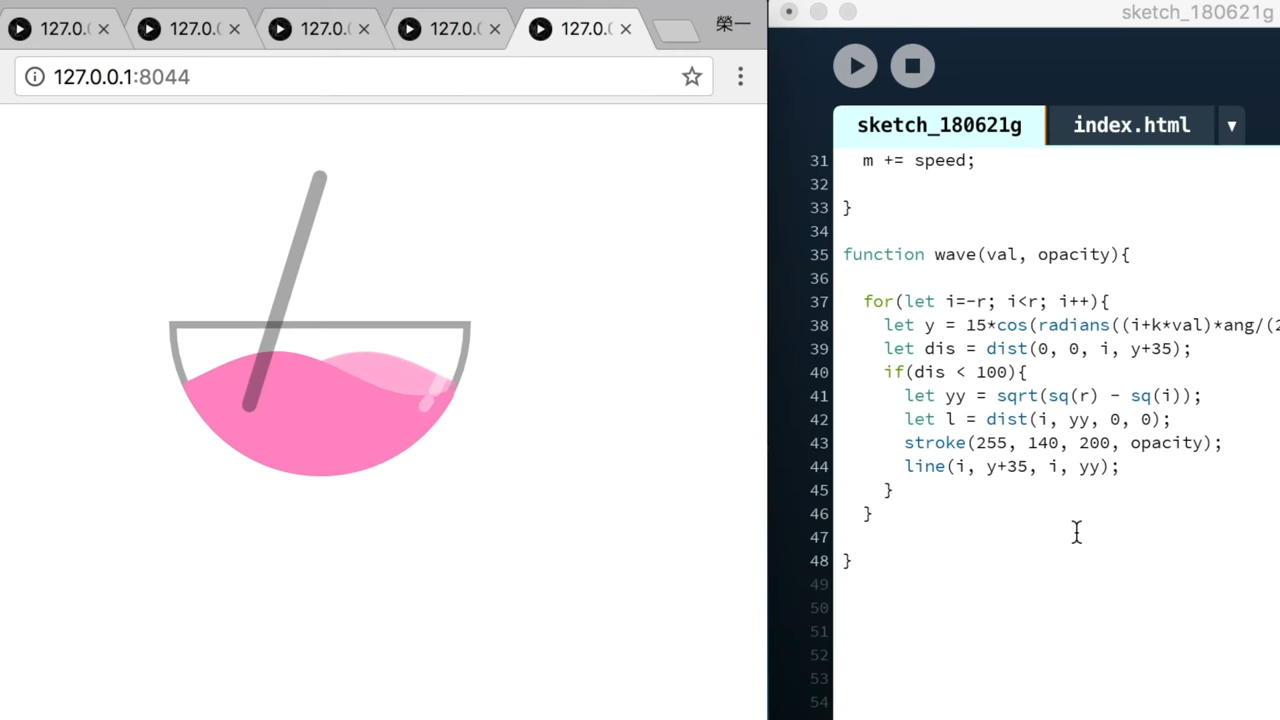 127.0. 127.0. 127.0. 127.0. 127.0. 榮一
127.0.0.1:8044
sketch_180621g
sketch_180621g index.html ▼
31 m += speed;
32
33 }
34
35 function wave(val, opacity){
36
37 for(let i=-r; i<r; i++){
38 let y = 15*cos(radians((i+k*val)*ang/(2
39 let dis = dist(0, 0, i, y+35);
40 if(dis < 100){
41 let yy = sqrt(sq(r) - sq(i));
42 let l = dist(i, yy, 0, 0);
43 stroke(255, 140, 200, opacity);
44 line(i, y+35, i, yy);
45 }
46 }
47
48 }
49
50
51
52
53
54